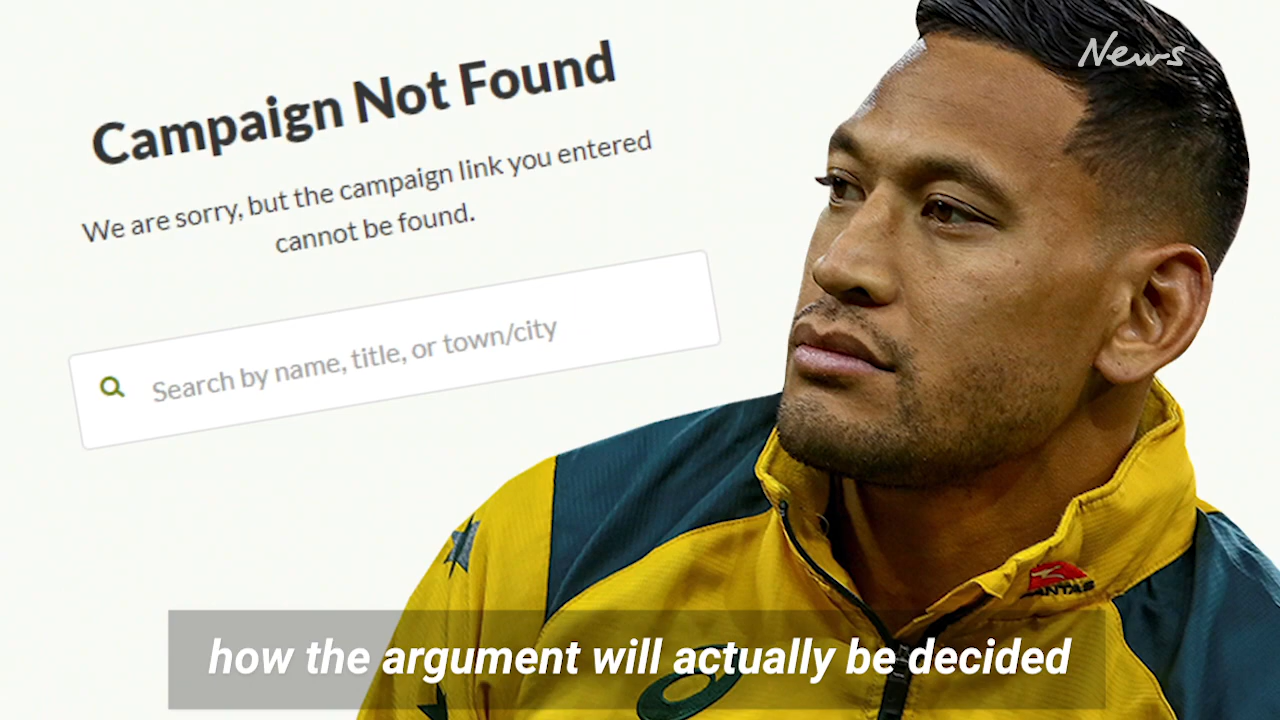 News
Campaign Not Found
We are sorry, but the campaign link you entered
cannot be found.
Search by name, title, or town/city
QANTAS
how the argument will actually be decided